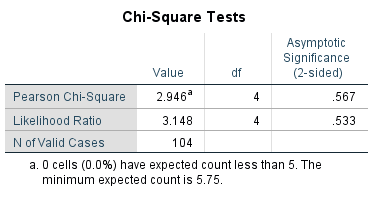 Chi-Square Tests
Value df Asymptotic Significance (2-sided)
Pearson Chi-Square 2.946a 4 .567
Likelihood Ratio 3.148 4 .533
N of Valid Cases 104
a. 0 cells (0.0%) have expected count less than 5. The
minimum expected count is 5.75.